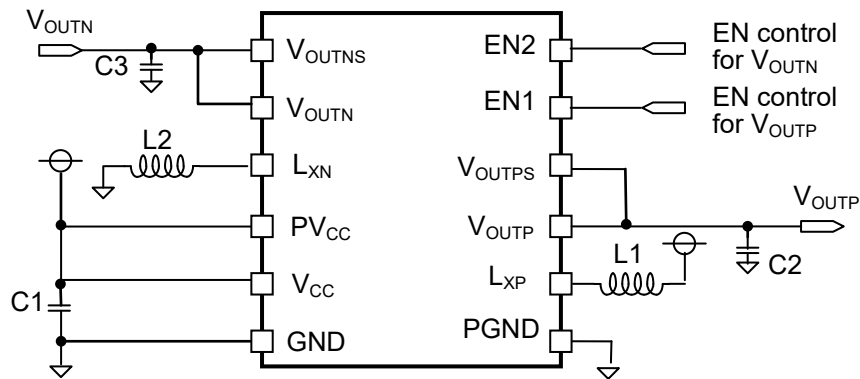 VOUTN
C3
VOUTNS
VOUTN
L2
LXN
PVCC
VCC
C1
GND
EN2
EN control
for VOUTN
EN1
EN control
for VOUTP
VOUTPS
VOUTP
VOUTP
L1
C2
LXP
PGND